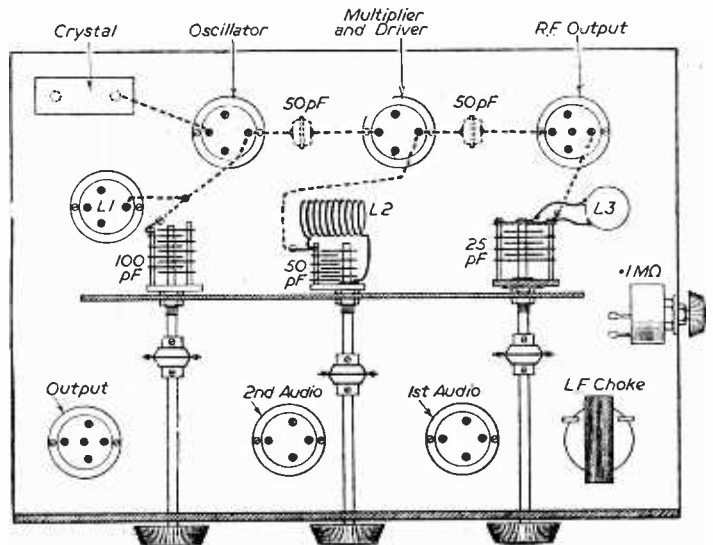 Crystal
Oscillator
Multiplier
and Driver
R.F. Output
50pF
50pF
L1
L2
L3
100
pF
50
pF
25
pF
·1MΩ
Output
2nd Audio
1st Audio
L.F Choke